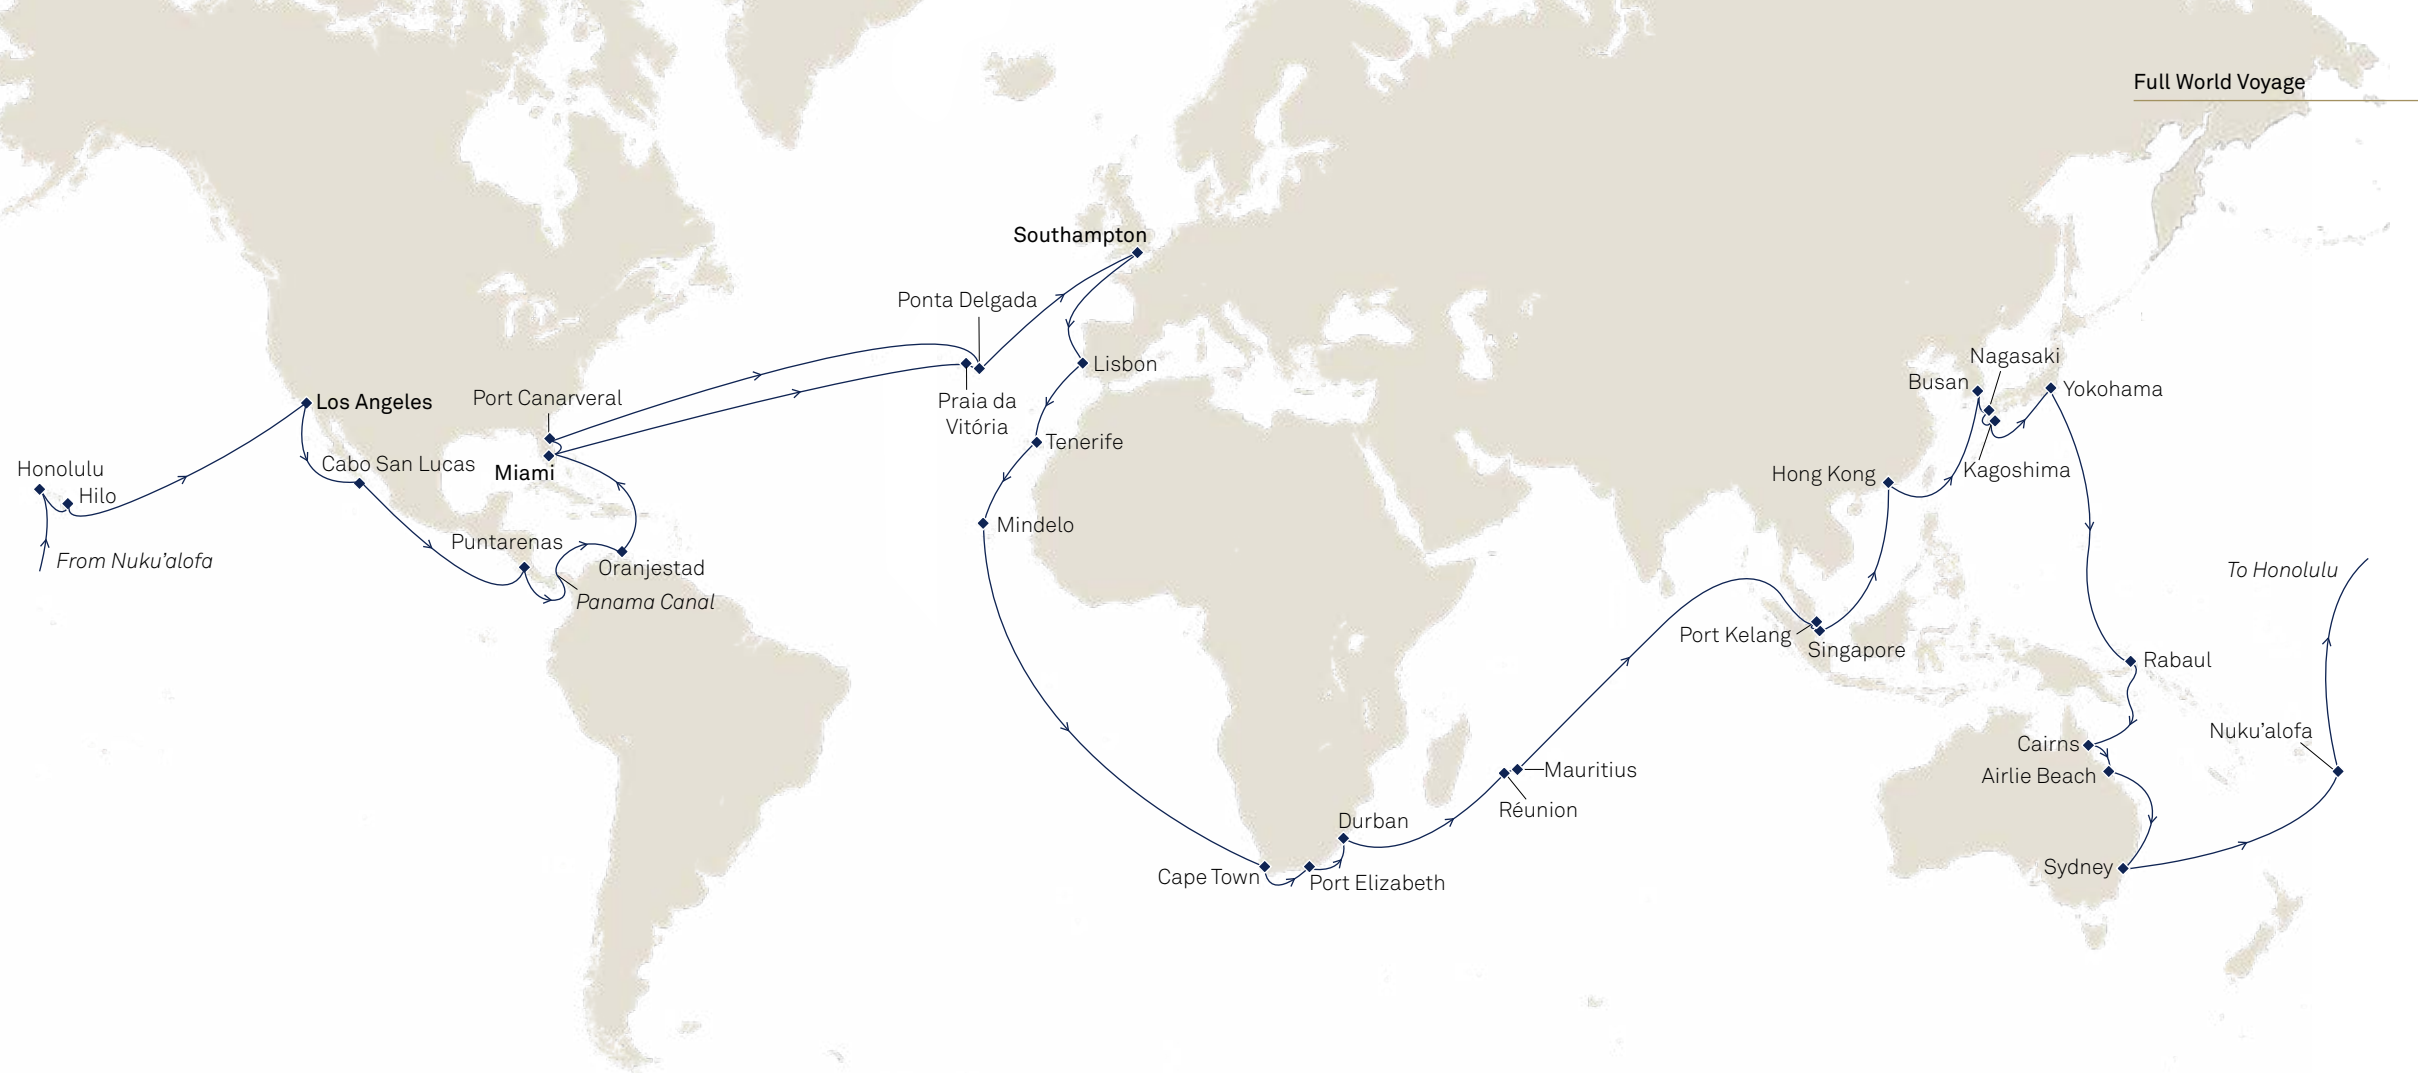 Full World Voyage
Southampton
Ponta Delgada
Nagasaki
Lisbon
Busan
Yokohama
Port Canarveral
Los Angeles
Praia da
Vitória
Tenerife
Cabo San Lucas
Honolulu
Miami
Kagoshima
Hong Kong
Hilo
Mindelo
Puntarenas
From Nuku’alofa
Oranjestad
To Honolulu
Panama Canal
Port Kelang
Singapore
Rabaul
Nuku’alofa
Cairns
Mauritius
Airlie Beach
Réunion
Durban
Sydney
Cape Town
Port Elizabeth